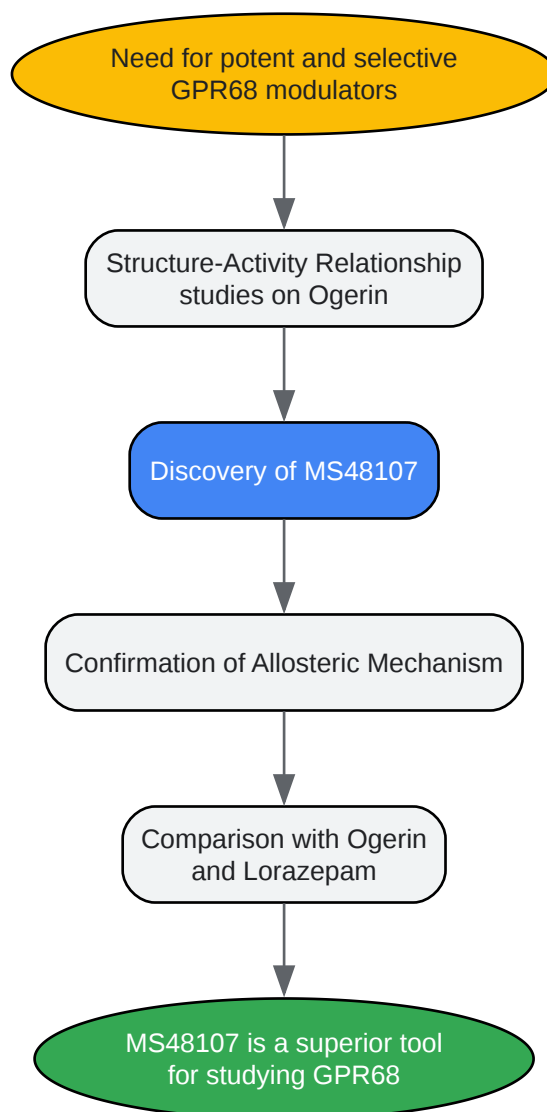 Need for potent and selective
GPR68 modulators
Structure-Activity Relationship
studies on Ogerin
Discovery of MS48107
Confirmation of Allosteric Mechanism
Comparison with Ogerin
and Lorazepam
MS48107 is a superior tool
for studying GPR68